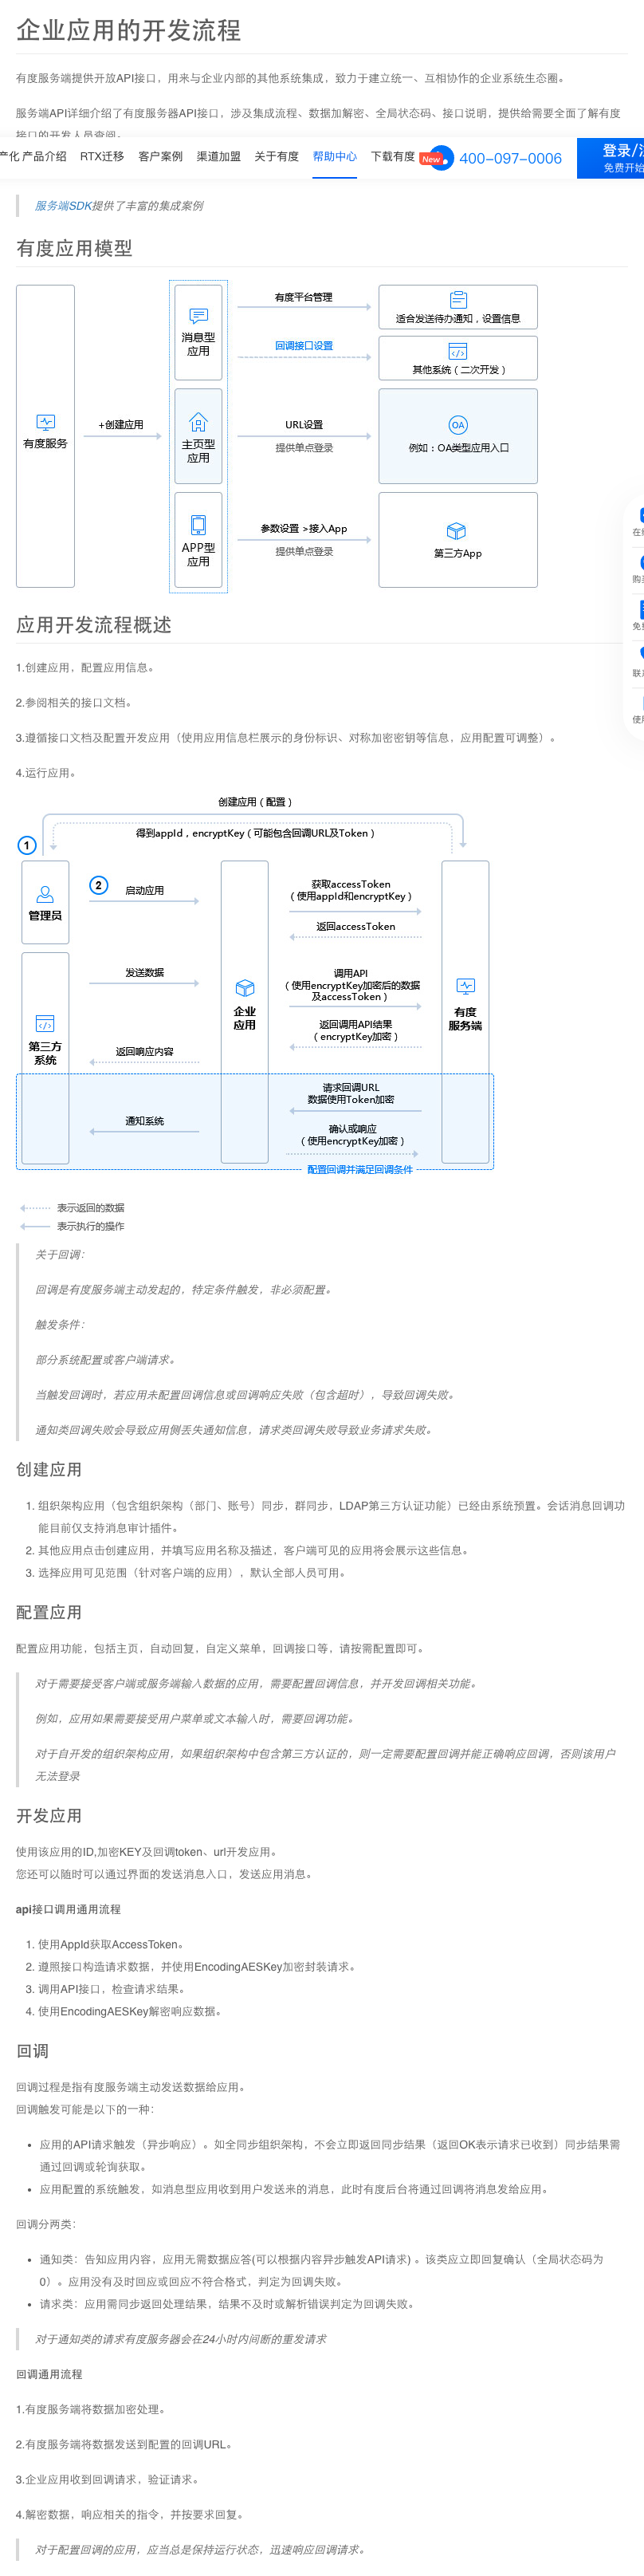 企业应用的开发流程
有度服务端提供开放API接口，用来与企业内部的其他系统集成，致力于建立统一、互相协作的企业系统生态圈。
服务端API详细介绍了有度服务器API接口，涉及集成流程、数据加解密、全局状态码、接口说明，提供给需要全面了解有度
接口的开发人员查阅。
产化 产品介绍 RTX迁移 客户案例 渠道加盟 关于有度 帮助中心 下载有度 New 400-097-0006 登录/注
免费开始
服务端SDK提供了丰富的集成案例
有度应用模型
有度服务
+创建应用
消息型
应用
有度平台管理
适合发送待办通知，设置信息
回调接口设置
其他系统（二次开发）
主页型
应用
URL设置
提供单点登录
OA
例如：OA类型应用入口
APP型
应用
参数设置 >接入App
提供单点登录
第三方App
在
购
免
联
使
应用开发流程概述
1.创建应用，配置应用信息。
2.参阅相关的接口文档。
3.遵循接口文档及配置开发应用（使用应用信息栏展示的身份标识、对称加密密钥等信息，应用配置可调整）。
4.运行应用。
创建应用（配置）
得到appId，encryptKey（可能包含回调URL及Token）
1
管理员
2
启动应用
获取accessToken
（使用appId和encryptKey）
返回accessToken
发送数据
调用API
（使用encryptKey加密后的数据
及accessToken）
企业
应用
有度
服务端
第三方
系统
返回调用API结果
（encryptKey加密）
返回响应内容
请求回调URL
数据使用Token加密
通知系统
确认或响应
（使用encryptKey加密）
配置回调并满足回调条件
表示返回的数据
表示执行的操作
关于回调：
回调是有度服务端主动发起的，特定条件触发，非必须配置。
触发条件：
部分系统配置或客户端请求。
当触发回调时，若应用未配置回调信息或回调响应失败（包含超时），导致回调失败。
通知类回调失败会导致应用侧丢失通知信息，请求类回调失败导致业务请求失败。
创建应用
1. 组织架构应用（包含组织架构（部门、账号）同步，群同步，LDAP第三方认证功能）已经由系统预置。会话消息回调功
能目前仅支持消息审计插件。
2. 其他应用点击创建应用，并填写应用名称及描述，客户端可见的应用将会展示这些信息。
3. 选择应用可见范围（针对客户端的应用），默认全部人员可用。
配置应用
配置应用功能，包括主页，自动回复，自定义菜单，回调接口等，请按需配置即可。
对于需要接受客户端或服务端输入数据的应用，需要配置回调信息，并开发回调相关功能。
例如，应用如果需要接受用户菜单或文本输入时，需要回调功能。
对于自开发的组织架构应用，如果组织架构中包含第三方认证的，则一定需要配置回调并能正确响应回调，否则该用户
无法登录
开发应用
使用该应用的ID,加密KEY及回调token、url开发应用。
您还可以随时可以通过界面的发送消息入口，发送应用消息。
api接口调用通用流程
1. 使用AppId获取AccessToken。
2. 遵照接口构造请求数据，并使用EncodingAESKey加密封装请求。
3. 调用API接口，检查请求结果。
4. 使用EncodingAESKey解密响应数据。
回调
回调过程是指有度服务端主动发送数据给应用。
回调触发可能是以下的一种：
• 应用的API请求触发（异步响应）。如全同步组织架构，不会立即返回同步结果（返回OK表示请求已收到）同步结果需
通过回调或轮询获取。
• 应用配置的系统触发，如消息型应用收到用户发送来的消息，此时有度后台将通过回调将消息发给应用。
回调分两类：
• 通知类：告知应用内容，应用无需数据应答(可以根据内容异步触发API请求) 。该类应立即回复确认（全局状态码为
0）。应用没有及时回应或回应不符合格式，判定为回调失败。
• 请求类：应用需同步返回处理结果，结果不及时或解析错误判定为回调失败。
对于通知类的请求有度服务器会在24小时内间断的重发请求
回调通用流程
1.有度服务端将数据加密处理。
2.有度服务端将数据发送到配置的回调URL。
3.企业应用收到回调请求，验证请求。
4.解密数据，响应相关的指令，并按要求回复。
对于配置回调的应用，应当总是保持运行状态，迅速响应回调请求。